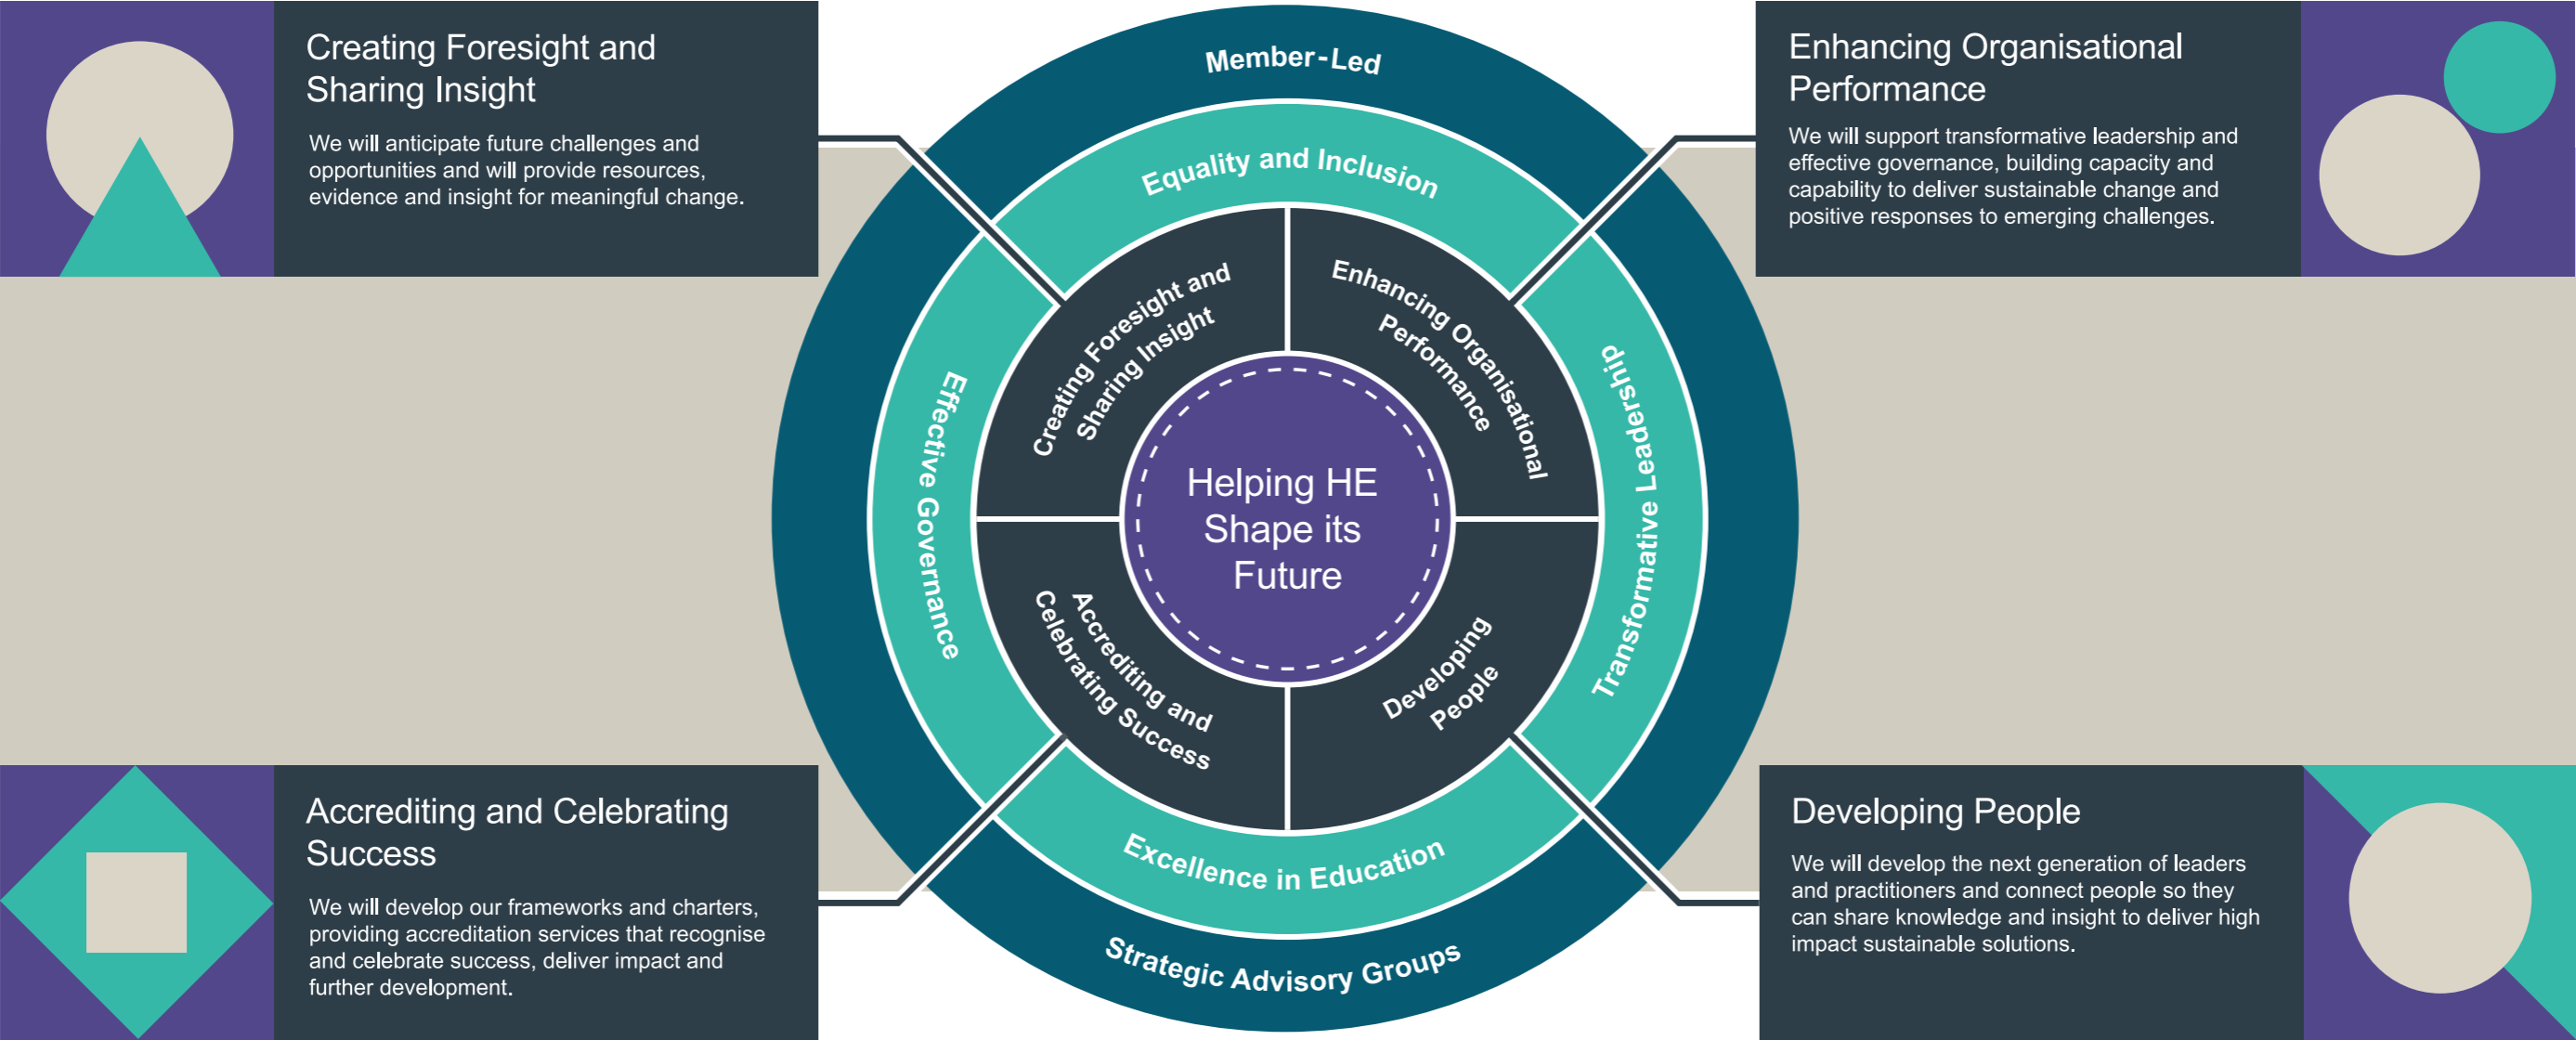 Creating Foresight and
Sharing Insight
We will anticipate future challenges and
opportunities and will provide resources,
evidence and insight for meaningful change.
Member-Led
Equality and Inclusion
Creating Foresight and
Sharing Insight
Enhancing Organisational
Performance
Effective Governance
Transformative Leadership
Helping HE
Shape its
Future
Accrediting and
Celebrating Success
Developing
People
Excellence in Education
Strategic Advisory Groups
Enhancing Organisational
Performance
We will support transformative leadership and
effective governance, building capacity and
capability to deliver sustainable change and
positive responses to emerging challenges.
Accrediting and Celebrating
Success
We will develop our frameworks and charters,
providing accreditation services that recognise
and celebrate success, deliver impact and
further development.
Developing People
We will develop the next generation of leaders
and practitioners and connect people so they
can share knowledge and insight to deliver high
impact sustainable solutions.